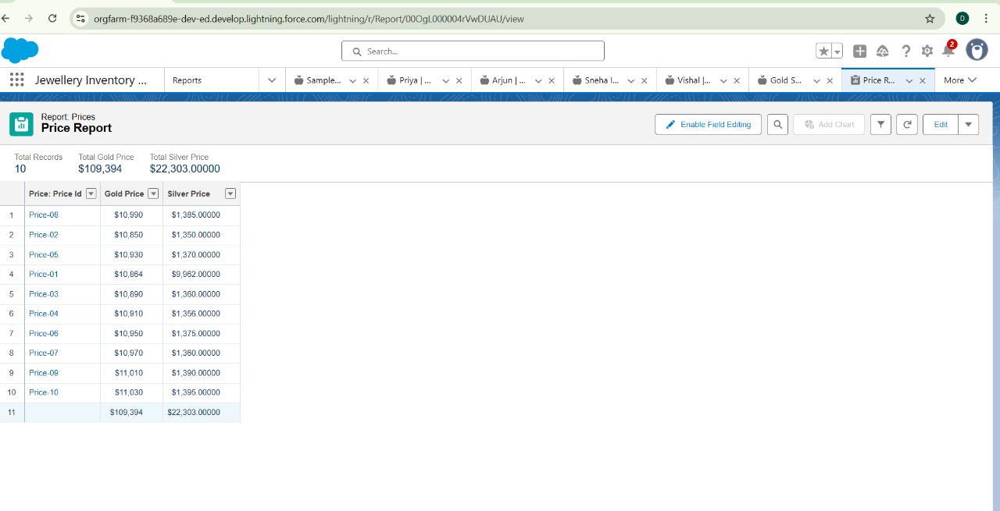 orgfarm-f9368a689e-dev-ed.develop.lightning.force.com/lightning/r/Report/00OgL000004rVwDUAU/view
D
Search...
2
Jewellery Inventory ...
Reports
Sample...
Priya | ...
Arjun | ...
Sneha I...
Vishal |...
Gold S...
Price R...
More
Report: Prices
Price Report
Enable Field Editing
Add Chart
Edit
Total Records Total Gold Price Total Silver Price
10 $109,394 $22,303.00000
Price: Price Id Gold Price Silver Price
1 Price-08 $10,990 $1,385.00000
2 Price-02 $10,850 $1,350.00000
3 Price-05 $10,930 $1,370.00000
4 Price-01 $10,864 $9,962.00000
5 Price-03 $10,890 $1,360.00000
6 Price-04 $10,910 $1,356.00000
7 Price-06 $10,950 $1,375.00000
8 Price-07 $10,970 $1,360.00000
9 Price-09 $11,010 $1,390.00000
10 Price-10 $11,030 $1,395.00000
11 $109,394 $22,303.00000